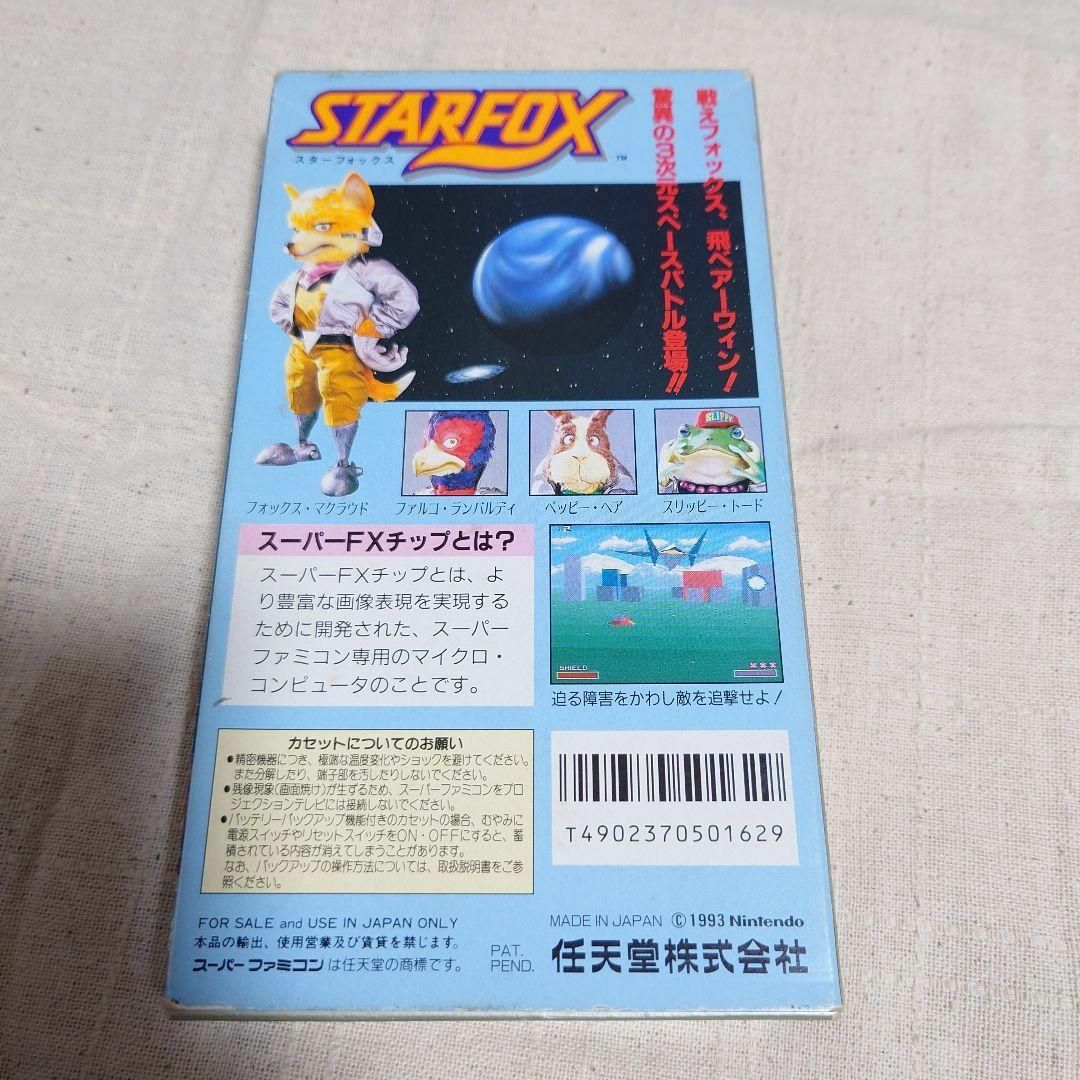 STARFOX
TM
スターフォックス
戦えフォックス、飛べアーウィン!
驚異の3次元スペースバトル登場!!
SLIPPY
フォックス・マクラウド
ファルコ・ランバルディ
ペッピー・ヘア
スリッピー・トード
スーパーFXチップとは?
スーパーFXチップとは、よ
り豊富な画像表現を実現する
ために開発された、スーパー
ファミコン専用のマイクロ・
コンピュータのことです。
SHIELD
迫る障害をかわし敵を追撃せよ!
カセットについてのお願い
●精密機器につき、極端な温度変化やショックを避けてください。
また分解したり、端子部を汚したりしないでください。
●残像現象(画面焼け)が生ずるため、スーパーファミコンをプ
ロジェクションテレビには接続しないでください。
●バッテリーバックアップ機能付きのカセットの場合、むやみに
電源スイッチやリセットスイッチをON・OFFにすると、蓄
積されている内容が消えてしまうことがあります。
なお、バックアップの操作方法については、取扱説明書をご参
照ください。
T4902370501629
FOR SALE and USE IN JAPAN ONLY
本品の輸出、使用営業及び賃貸を禁じます。
スーパーファミコンは任天堂の商標です。
PAT.
PEND.
MADE IN JAPAN ©1993 Nintendo
任天堂株式会社